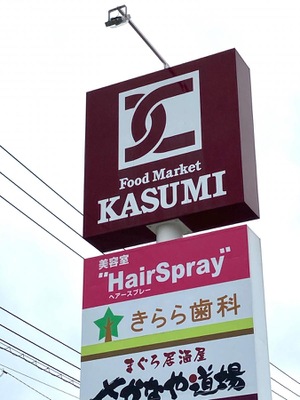 Food Market
KASUMI
美容室
"HairSpray"
ヘアースプレー
きらら歯科
まぐろ居酒屋
さかなや道場